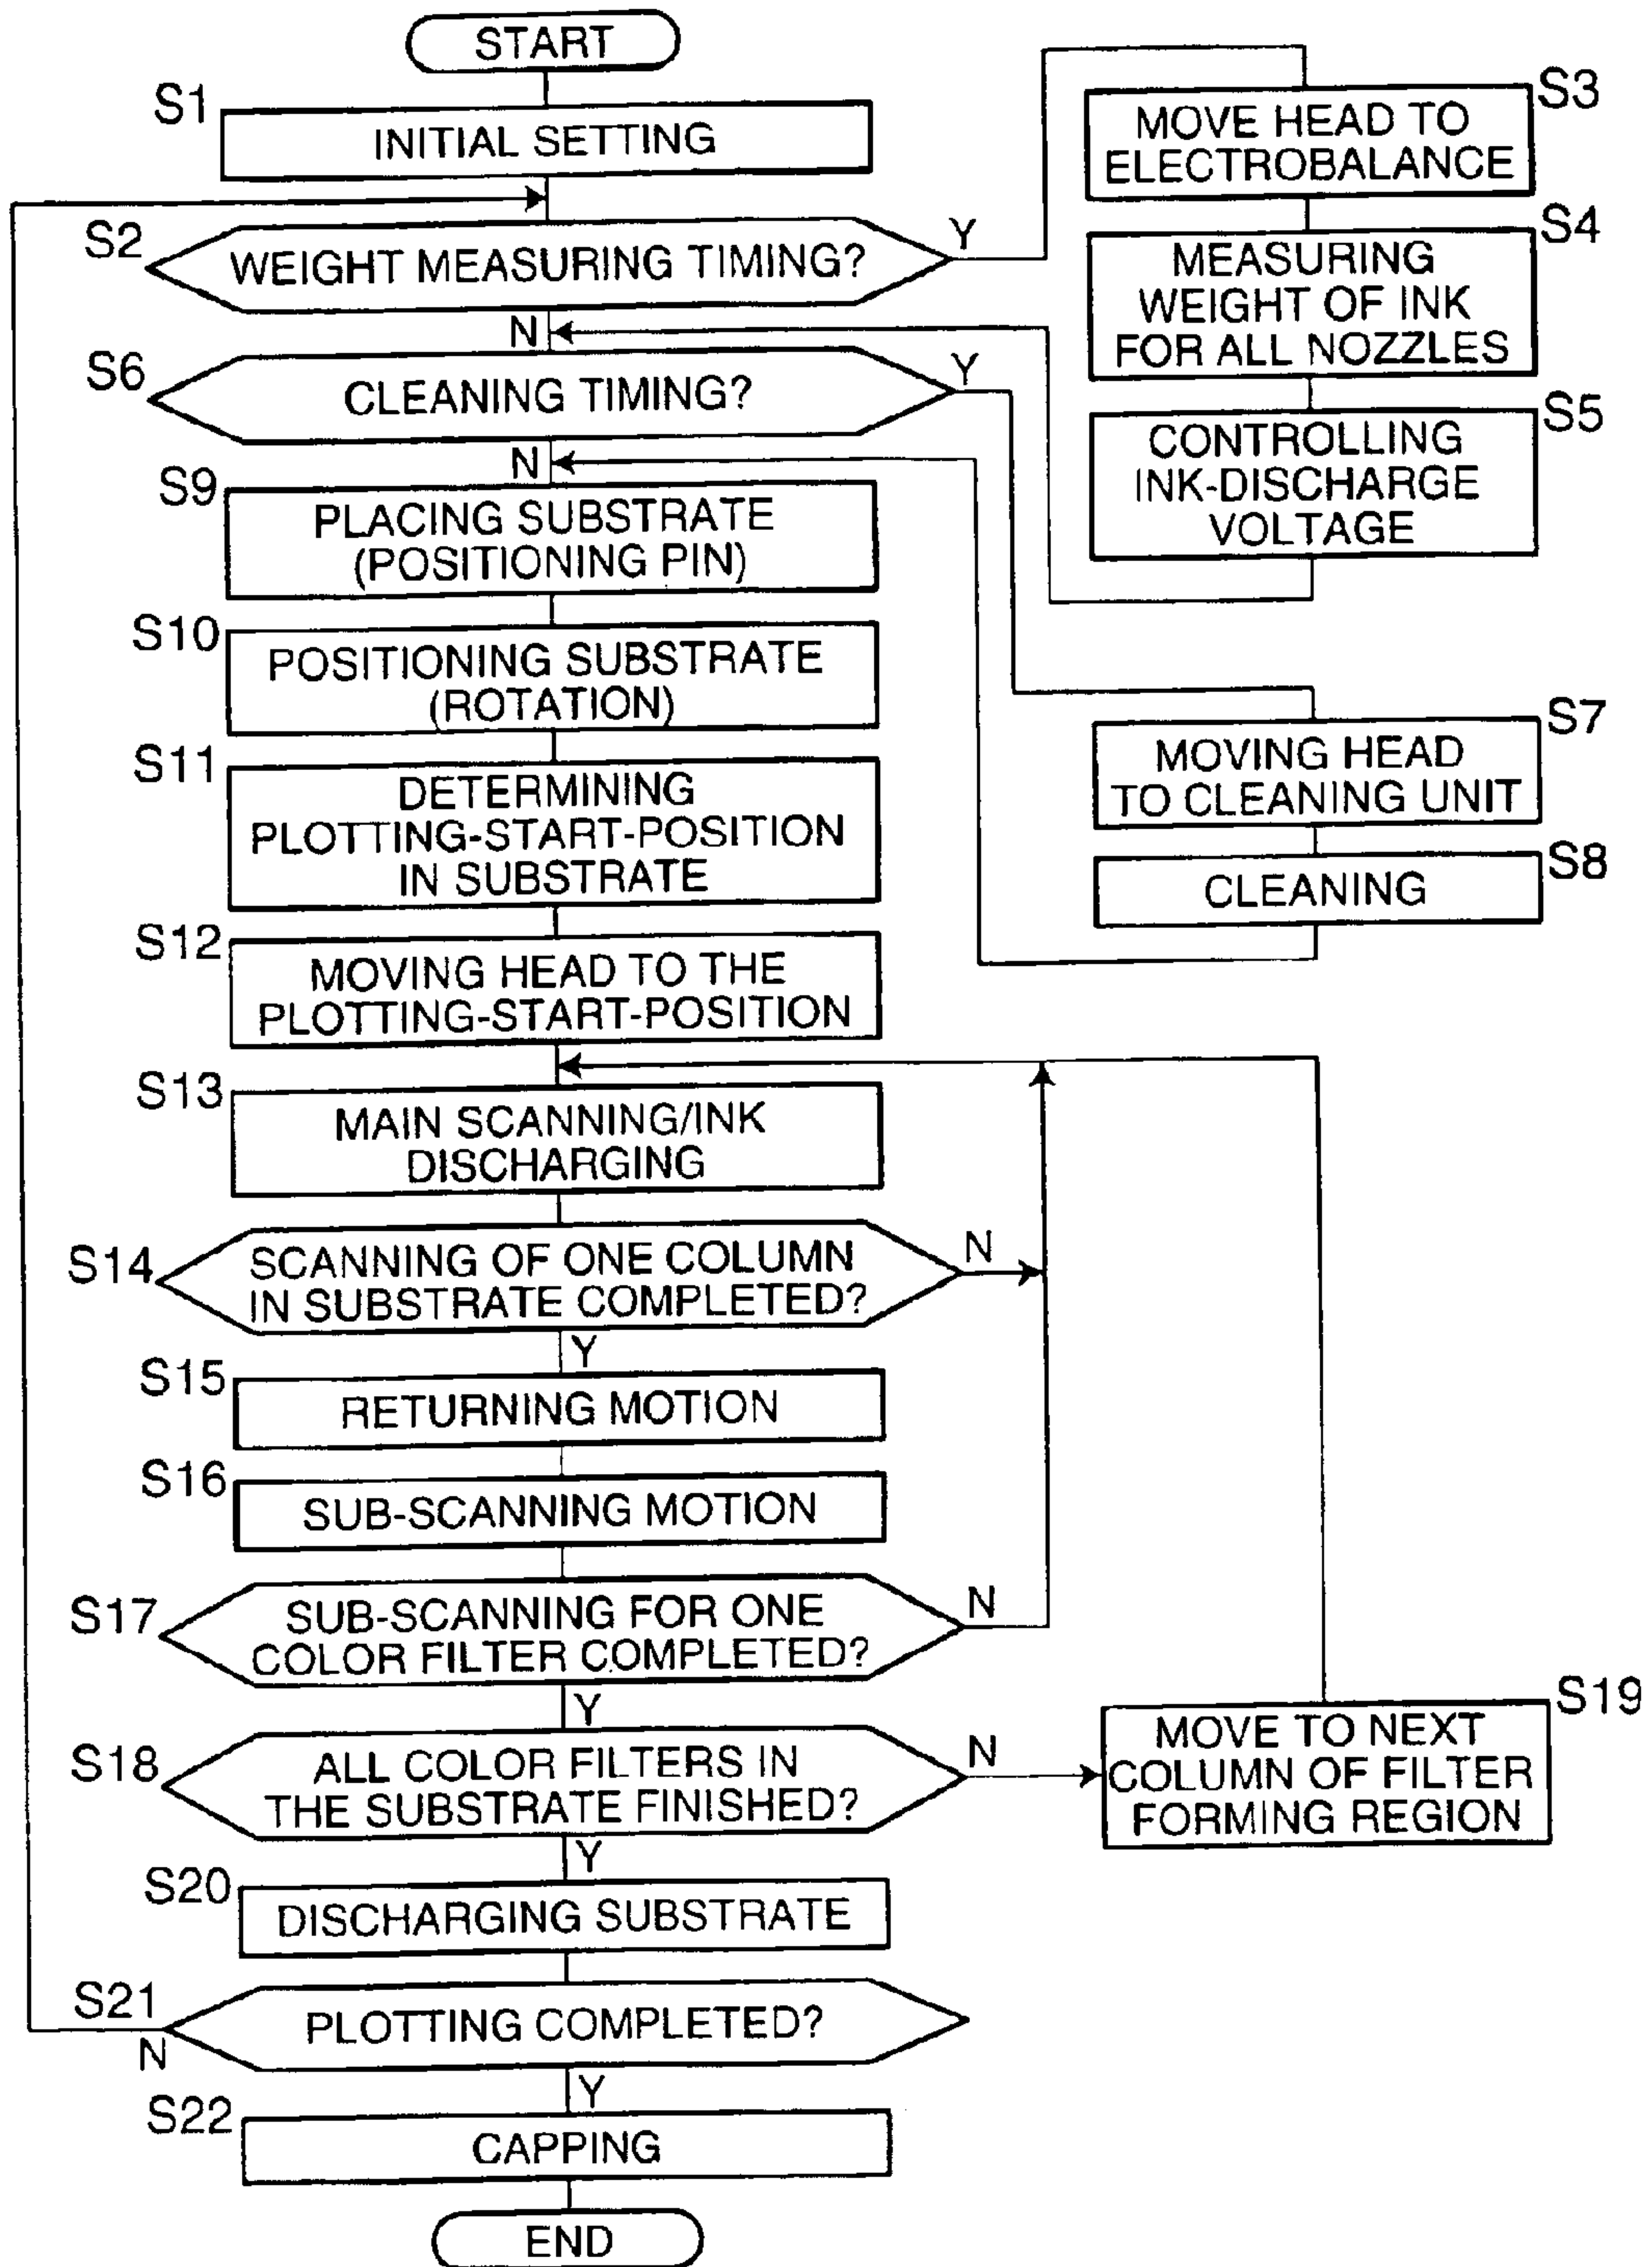 START
S1
INITIAL SETTING
S2
WEIGHT MEASURING TIMING?
Y
N
S3
MOVE HEAD TO
ELECTROBALANCE
S4
MEASURING
WEIGHT OF INK
FOR ALL NOZZLES
S5
CONTROLLING
INK-DISCHARGE
VOLTAGE
S6
CLEANING TIMING?
Y
N
S7
MOVING HEAD
TO CLEANING UNIT
S8
CLEANING
S9
PLACING SUBSTRATE
(POSITIONING PIN)
S10
POSITIONING SUBSTRATE
(ROTATION)
S11
DETERMINING
PLOTTING-START-POSITION
IN SUBSTRATE
S12
MOVING HEAD TO THE
PLOTTING-START-POSITION
S13
MAIN SCANNING/INK
DISCHARGING
S14
SCANNING OF ONE COLUMN
IN SUBSTRATE COMPLETED?
N
Y
S15
RETURNING MOTION
S16
SUB-SCANNING MOTION
S17
SUB-SCANNING FOR ONE
COLOR FILTER COMPLETED?
N
Y
S18
ALL COLOR FILTERS IN
THE SUBSTRATE FINISHED?
N
Y
S19
MOVE TO NEXT
COLUMN OF FILTER
FORMING REGION
S20
DISCHARGING SUBSTRATE
S21
PLOTTING COMPLETED?
N
Y
S22
CAPPING
END